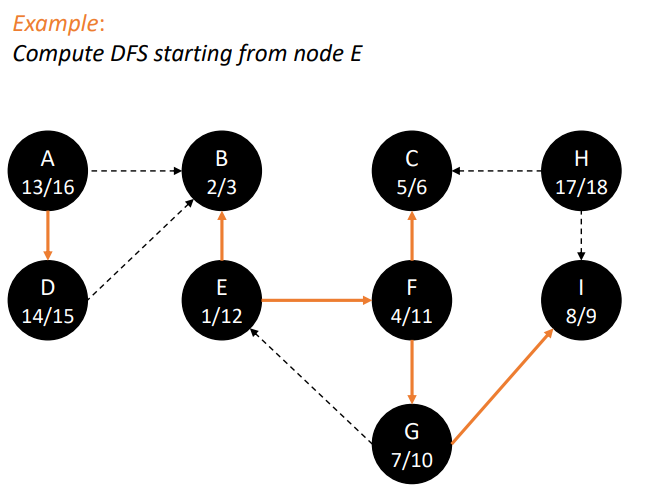 Example:
Compute DFS starting from node E
A
13/16
B
2/3
C
5/6
H
17/18
D
14/15
E
1/12
F
4/11
I
8/9
G
7/10